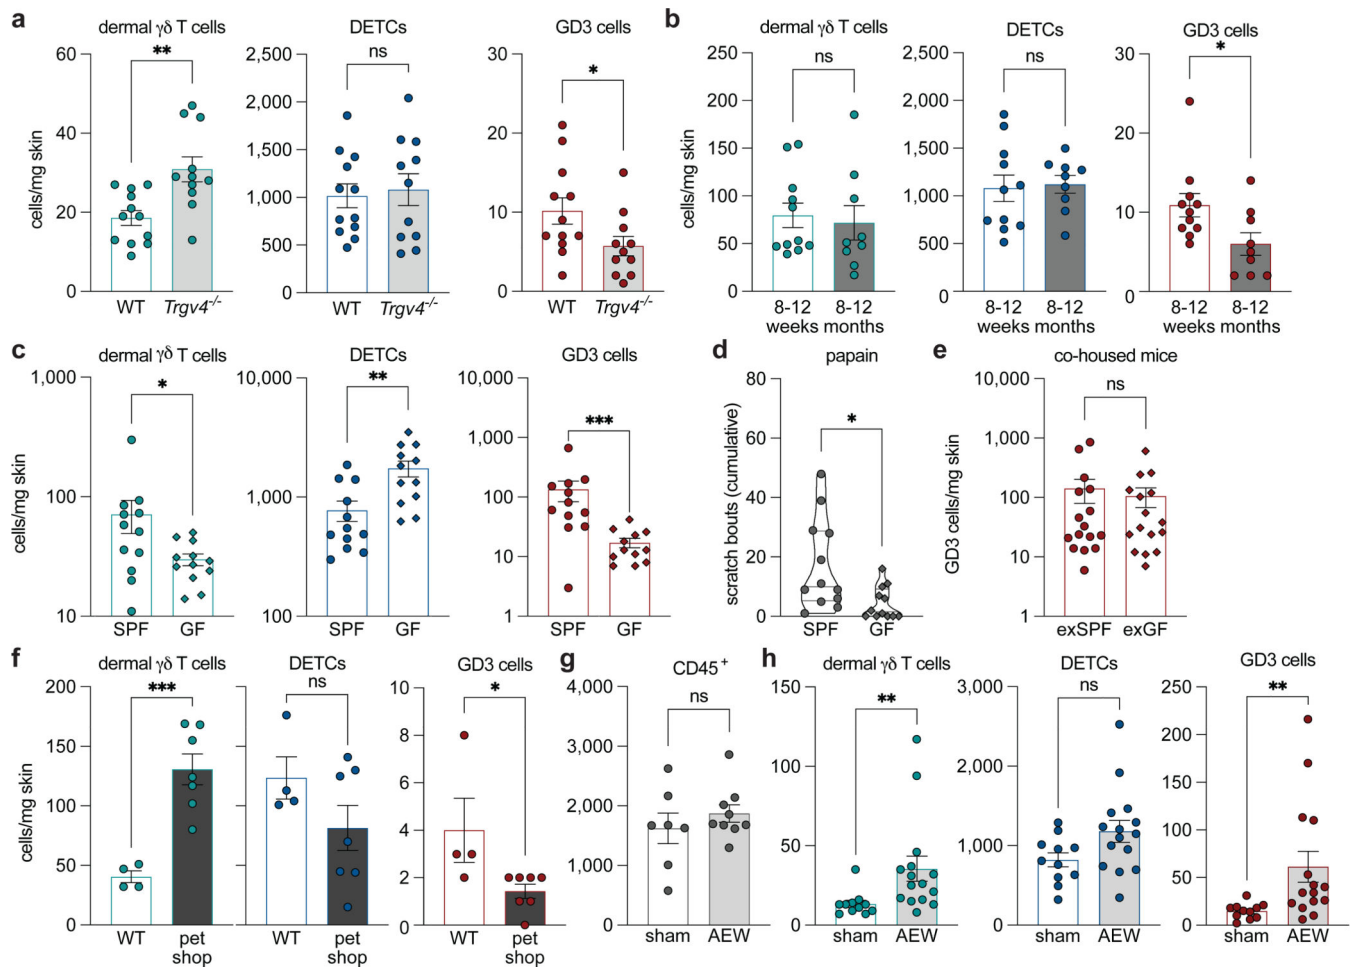 a
dermal γδ T cells
DETCs
GD3 cells
cells/mg skin
60
40
20
0
**
WT
Trgv4-/-
2,500
2,000
1,500
1,000
500
0
ns
WT
Trgv4-/-
30
20
10
0
*
WT
Trgv4-/-
b
dermal γδ T cells
DETCs
GD3 cells
cells/mg skin
250
200
150
100
50
0
ns
8-12 8-12
weeks months
2,500
2,000
1,500
1,000
500
0
ns
8-12 8-12
weeks months
30
20
10
0
*
8-12 8-12
weeks months
c
dermal γδ T cells
DETCs
GD3 cells
cells/mg skin
1,000
100
10
*
SPF
GF
10,000
1,000
100
**
SPF
GF
10,000
1,000
100
10
1
***
SPF
GF
d
papain
scratch bouts (cumulative)
80
60
40
20
0
*
SPF
GF
e
co-housed mice
GD3 cells/mg skin
10,000
1,000
100
10
1
ns
exSPF
exGF
f
dermal γδ T cells
DETCs
GD3 cells
cells/mg skin
200
150
100
50
0
***
WT
pet
shop
ns
WT
pet
shop
10
8
6
4
2
0
*
WT
pet
shop
g
CD45+
4,000
3,000
2,000
1,000
0
ns
sham
AEW
h
dermal γδ T cells
DETCs
GD3 cells
150
100
50
0
**
sham
AEW
3,000
2,000
1,000
0
ns
sham
AEW
250
200
150
100
50
0
**
sham
AEW